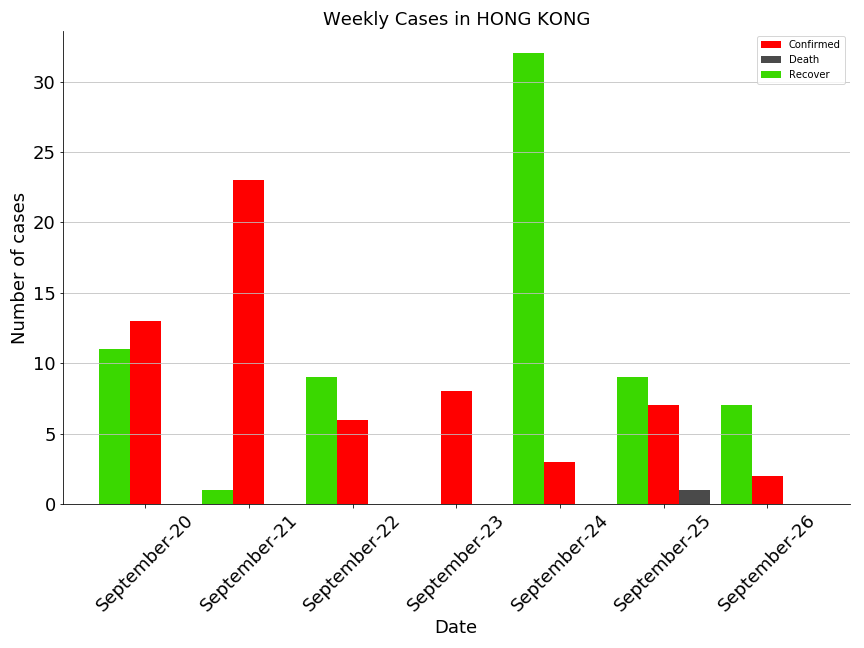 Weekly Cases in HONG KONG
Confirmed
Death
Recover
Number of cases
30
25
20
15
10
5
0
September-20
September-21
September-22
September-23
September-24
September-25
September-26
Date